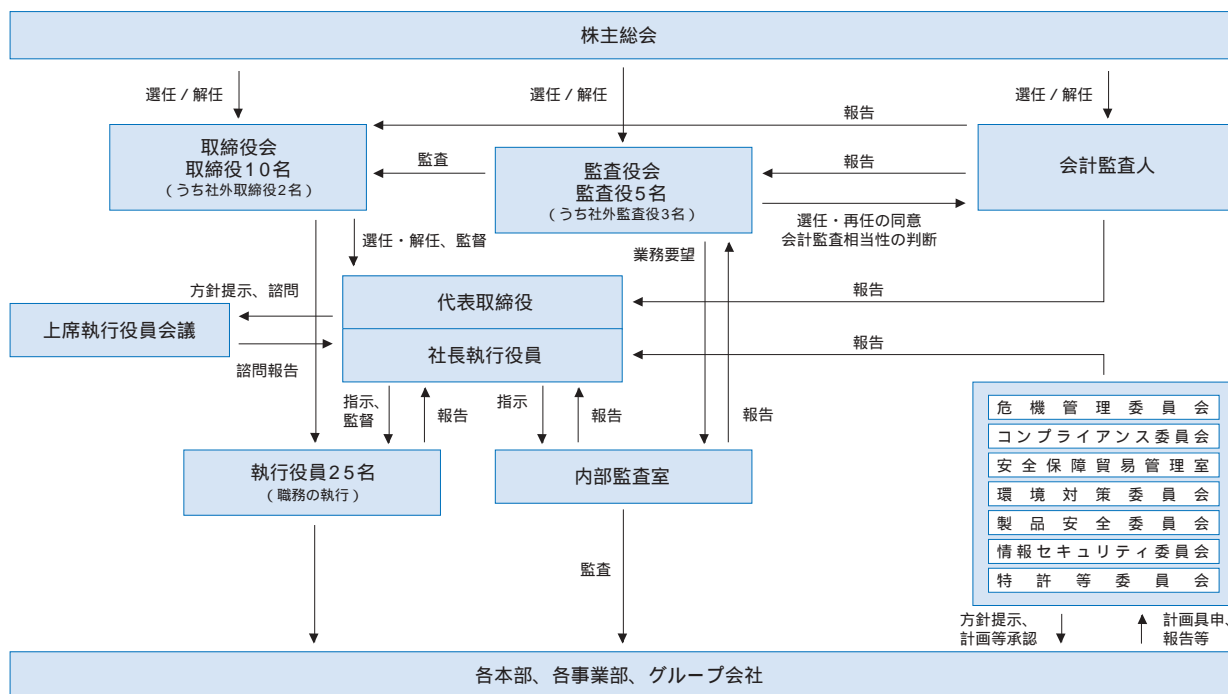 株主総会
選任 / 解任
選任 / 解任
選任 / 解任
報告
取締役会
取締役10名
（うち社外取締役2名）
監査
監査役会
監査役5名
（うち社外監査役3名）
報告
会計監査人
選任・再任の同意
会計監査相当性の判断
選任・解任、監督
業務要望
方針提示、諮問
代表取締役
報告
上席執行役員会議
社長執行役員
報告
諮問報告
指示、
監督
報告
指示
報告
報告
危機管理委員会
コンプライアンス委員会
安全保障貿易管理室
環境対策委員会
製品安全委員会
情報セキュリティ委員会
特許等委員会
執行役員25名
（職務の執行）
内部監査室
監査
方針提示、
計画等承認
計画具申、
報告等
各本部、各事業部、グループ会社